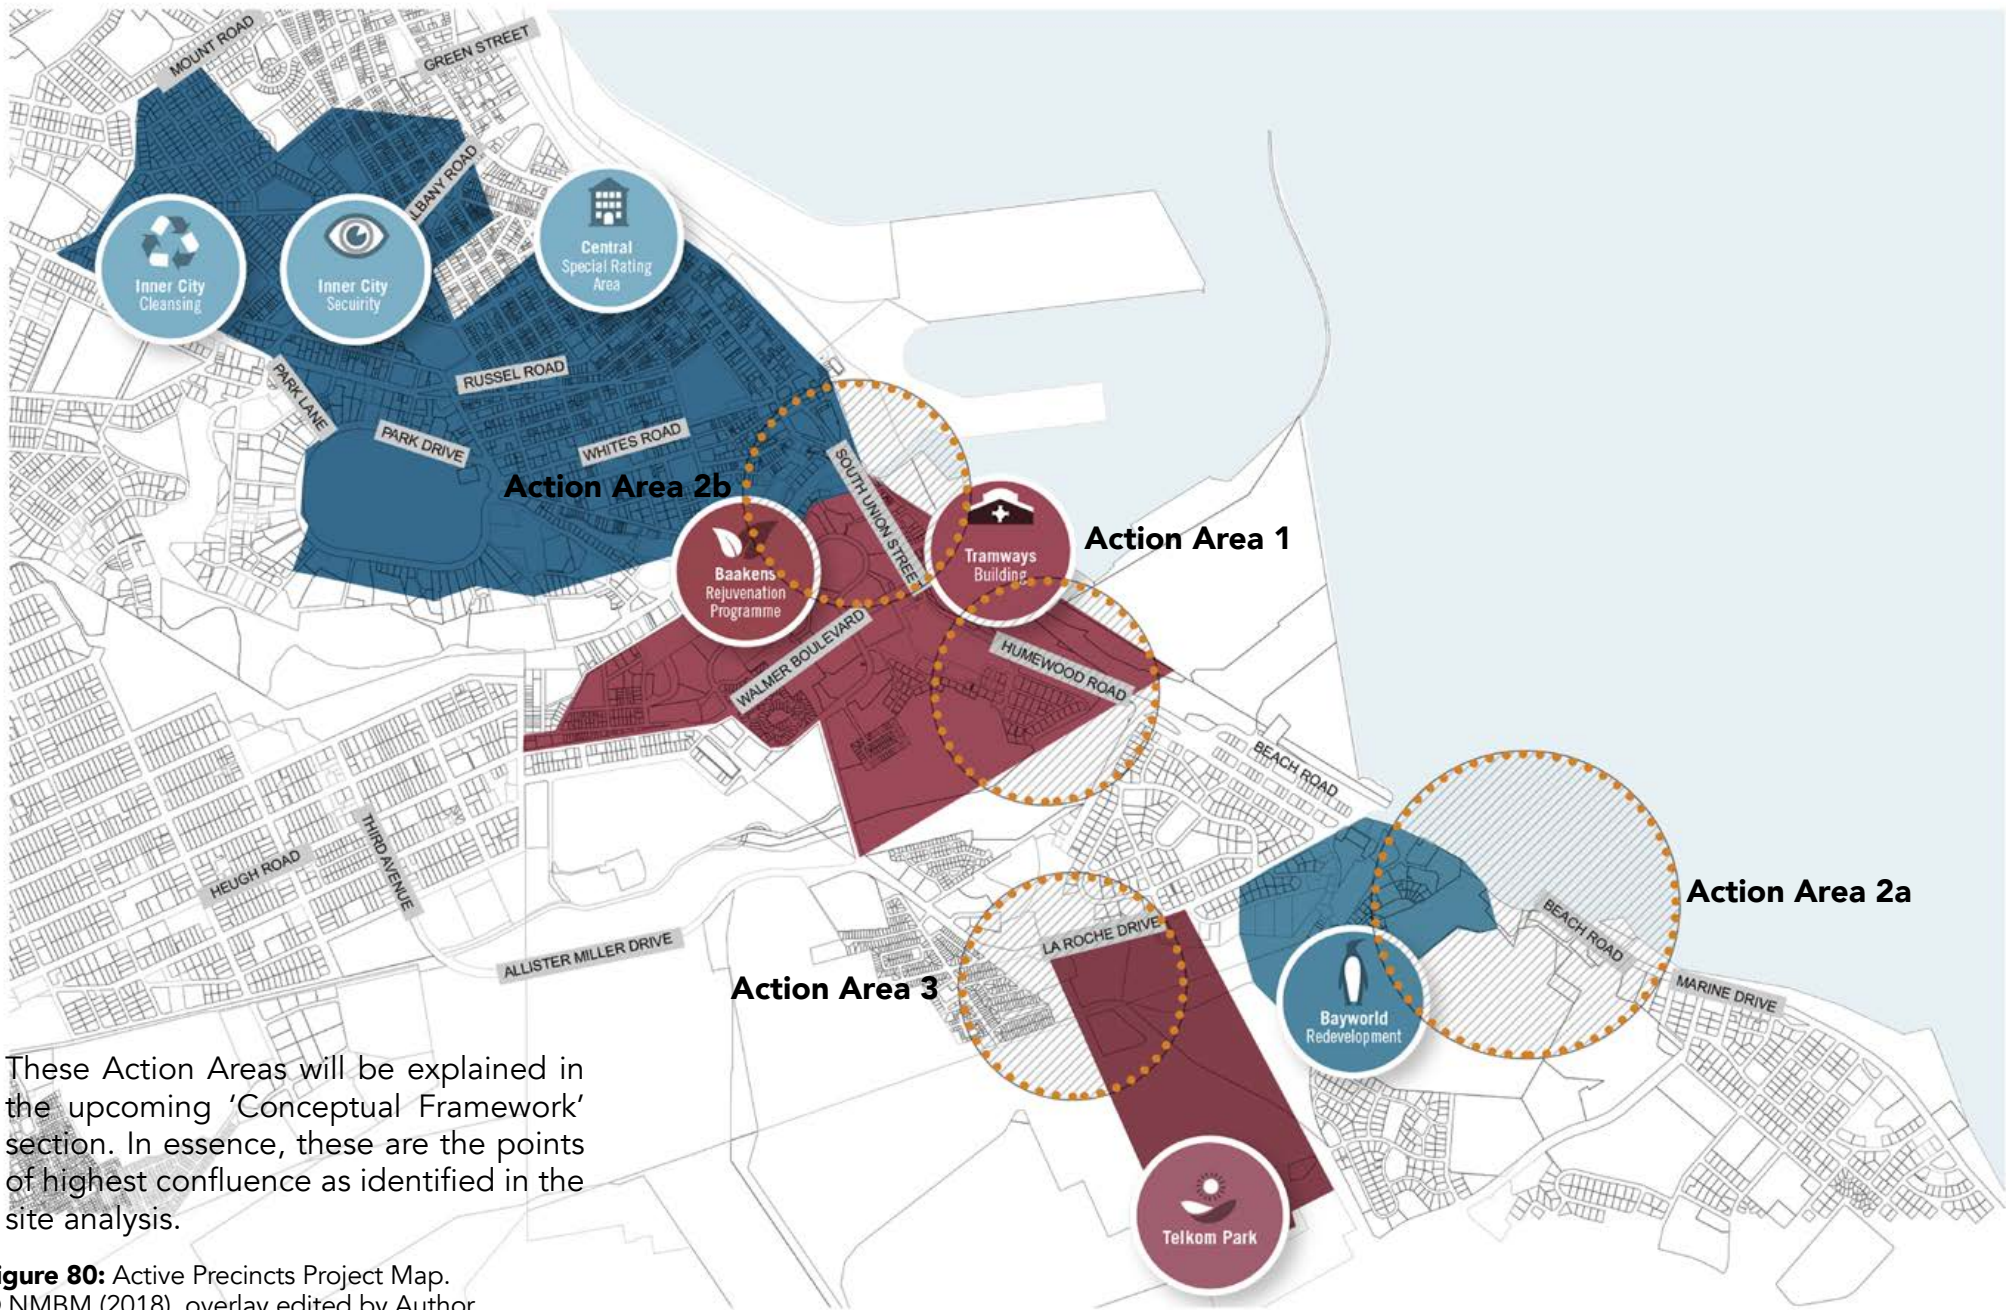 MOUNT ROAD
GREEN STREET
ALBANY ROAD
Central
Special Rating
Area
Inner City
Cleansing
Inner City
Secuirity
PARK LANE
RUSSEL ROAD
PARK DRIVE
WHITES ROAD
SOUTH UNION STREET
Action Area 2b
Baakens
Rejuvenation
Programme
Tramways
Building
Action Area 1
WALMER BOULEVARD
HUMEWOOD ROAD
BEACH ROAD
THIRD AVENUE
HEUGH ROAD
ALLISTER MILLER DRIVE
LA ROCHE DRIVE
Action Area 2a
BEACH ROAD
MARINE DRIVE
Action Area 3
Bayworld
Redevelopment
Telkom Park
These Action Areas will be explained in
the upcoming ‘Conceptual Framework’
section. In essence, these are the points
of highest confluence as identified in the
site analysis.
igure 80: Active Precincts Project Map.
NMBM (2018), overlay edited by Author